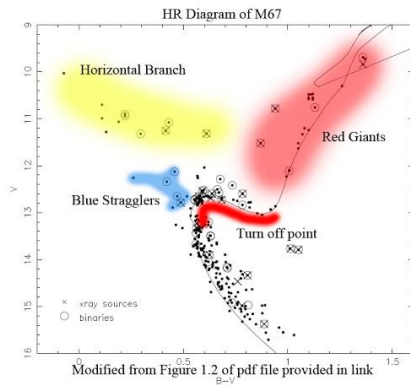 HR Diagram of M67
9
Horizontal Branch
10
Red Giants
11
12
V
Blue Stragglers
13
Turn off point
14
× xray sources
○ binaries
15
16
0
0.5
1
1.5
B−V
Modified from Figure 1.2 of pdf file provided in link